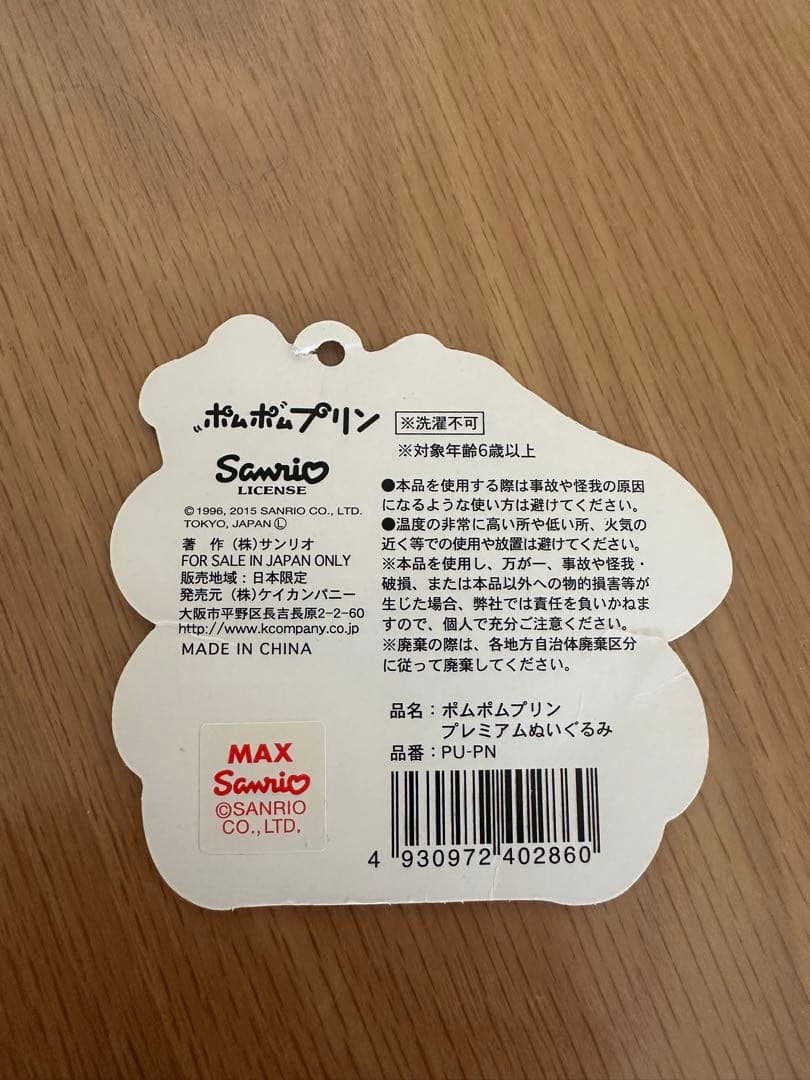 ポムポムプリン
※洗濯不可
※対象年齢6歳以上
Sanrio
LICENSE
©1996, 2015 SANRIO CO., LTD.
TOKYO, JAPAN Ⓛ
著 作 (株)サンリオ
FOR SALE IN JAPAN ONLY
販売地域：日本限定
発売元 (株)ケイカンパニー
大阪市平野区長吉長原2-2-60
http://www.kcompany.co.jp
MADE IN CHINA
●本品を使用する際は事故や怪我の原因
になるような使い方は避けてください。
●温度の非常に高い所や低い所、火気の
近く等での使用や放置は避けてください。
※本品を使用し、万が一、事故や怪我・
破損、または本品以外への物的損害等が
生じた場合、弊社では責任を負いかねま
すので、個人で充分ご注意ください。
※廃棄の際は、各地方自治体廃棄区分
に従って廃棄してください。
品名：ポムポムプリン
プレミアムぬいぐるみ
品番：PU-PN
4 930972 402860
MAX
Sanrio
©SANRIO
CO.,LTD.